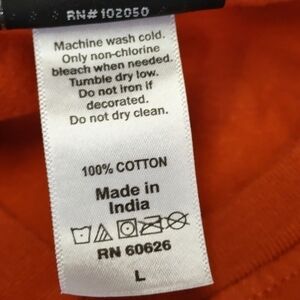 RN#102050
Machine wash cold.
Only non-chlorine
bleach when needed.
Tumble dry low.
Do not iron if
decorated.
Do not dry clean.
100% COTTON
Made in
India
RN 60626
L